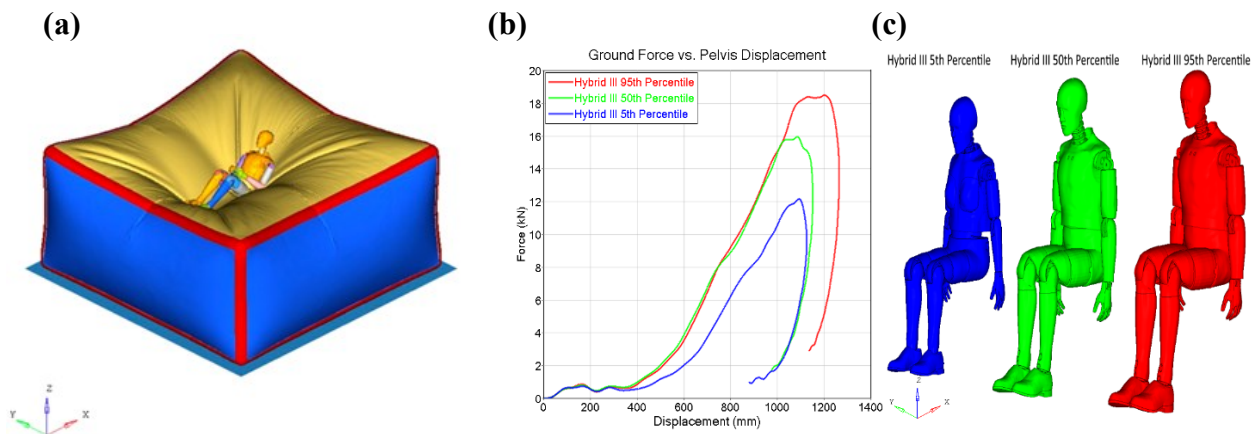 (a)
(b)
(c)
Z
Y
X
Ground Force vs. Pelvis Displacement
Hybrid III 95th Percentile
Hybrid III 50th Percentile
Hybrid III 5th Percentile
20
18
16
14
12
10
8
6
4
2
0
Force (kN)
0 200 400 600 800 1000 1200 1400
Displacement (mm)
Hybrid III 5th Percentile Hybrid III 50th Percentile Hybrid III 95th Percentile
Z
Y
X